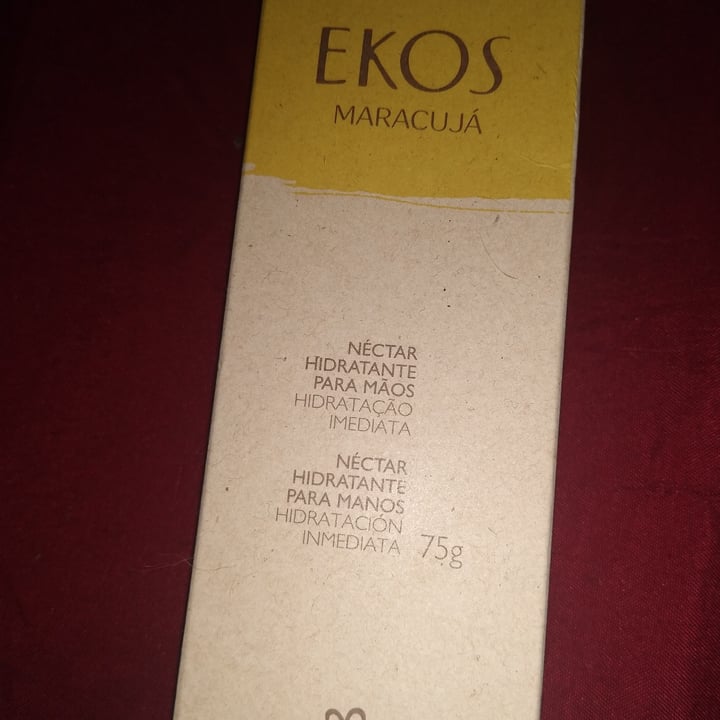 EKOS
MARACUJÁ
NÉCTAR
HIDRATANTE
PARA MÃOS
HIDRATAÇÃO
IMEDIATA
NÉCTAR
HIDRATANTE
PARA MANOS
HIDRATACIÓN
INMEDIATA 75g